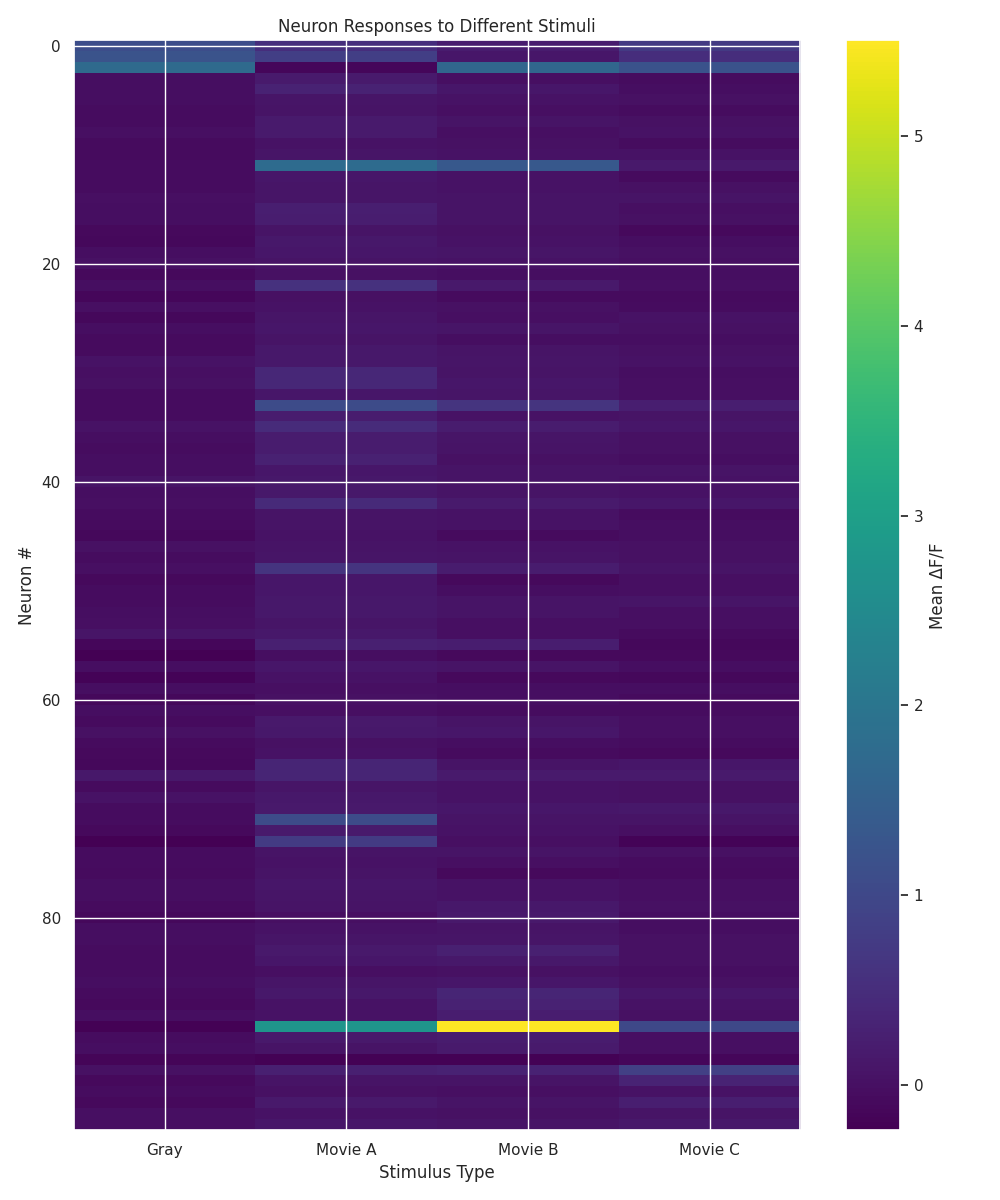 Neuron Responses to Different Stimuli
0
20
40
60
80
Neuron #
Gray
Movie A
Movie B
Movie C
Stimulus Type
5
4
3
2
1
0
Mean ΔF/F